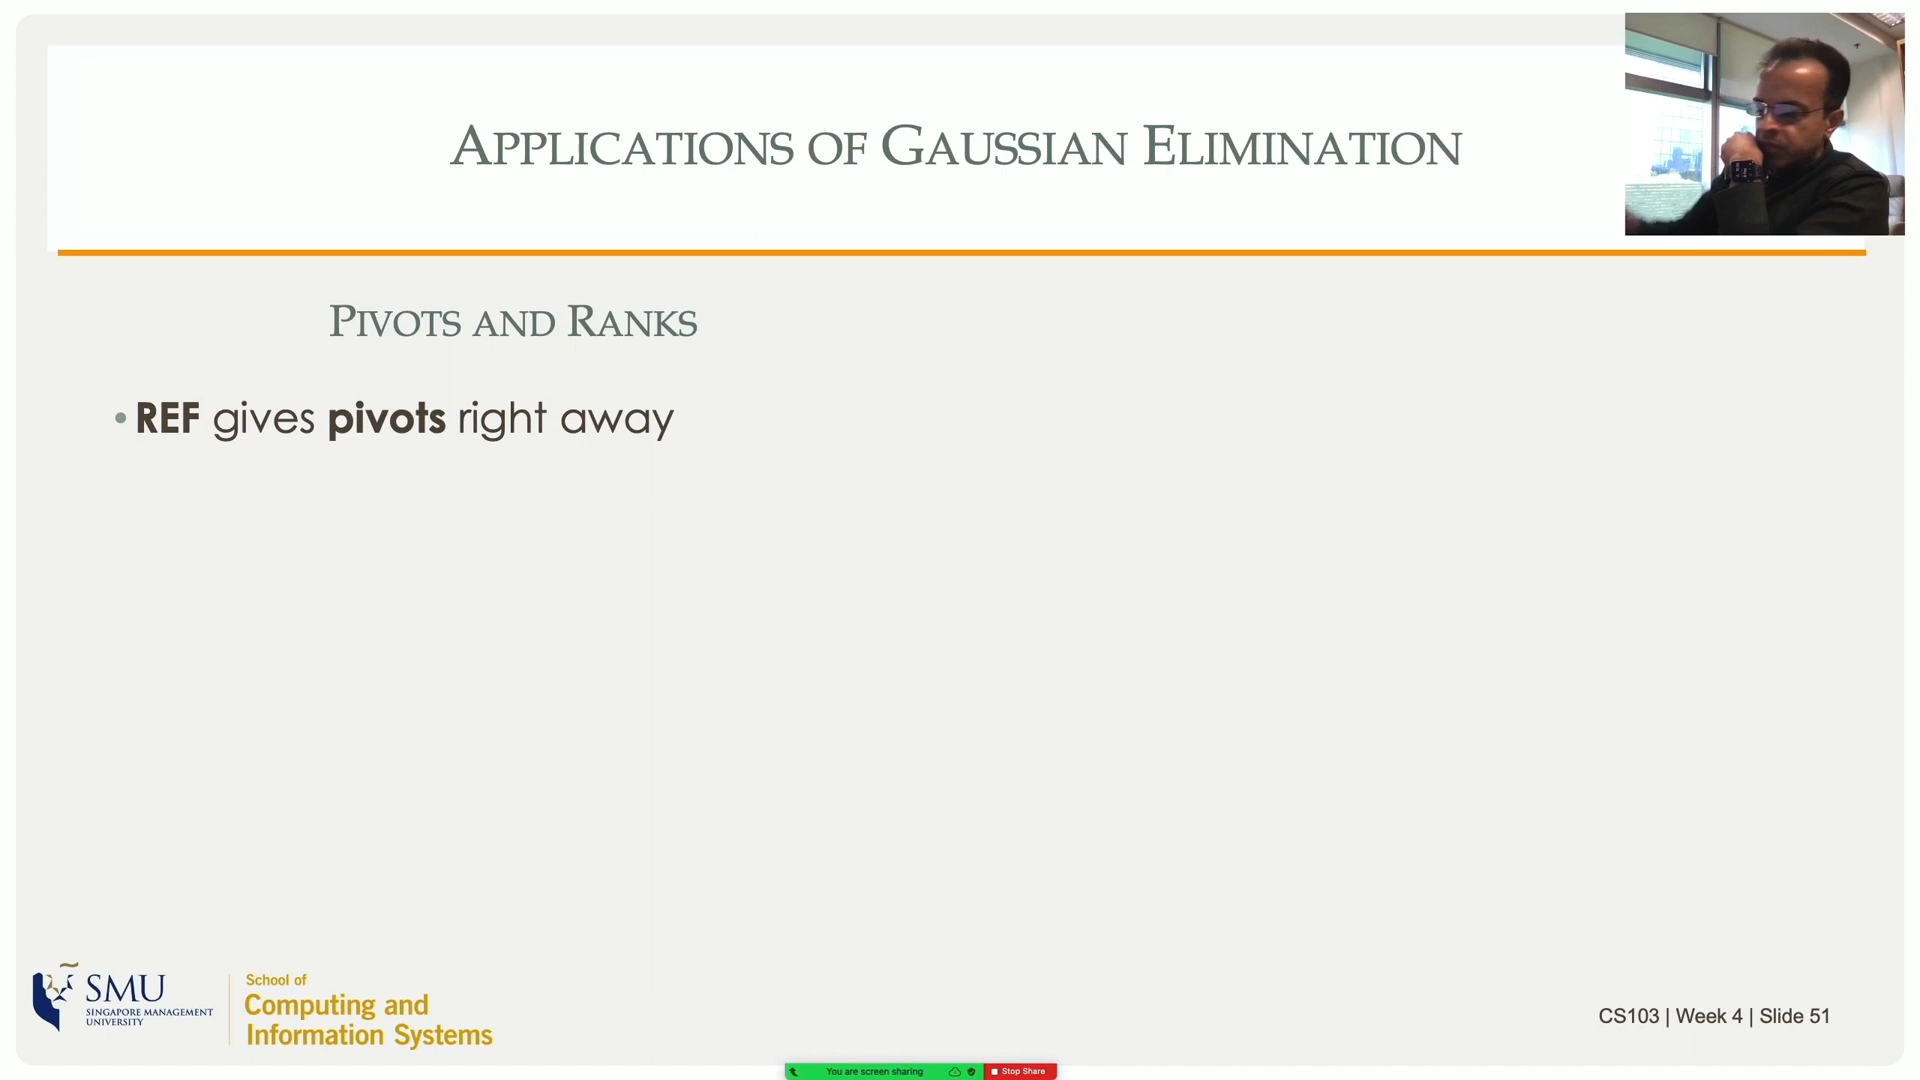 APPLICATIONS OF GAUSSIAN ELIMINATION
PIVOTS AND RANKS
• REF gives pivots right away
SMU
SINGAPORE MANAGEMENT
UNIVERSITY
School of
Computing and
Information Systems
CS103 | Week 4 | Slide 51
You are screen sharing
Stop Share